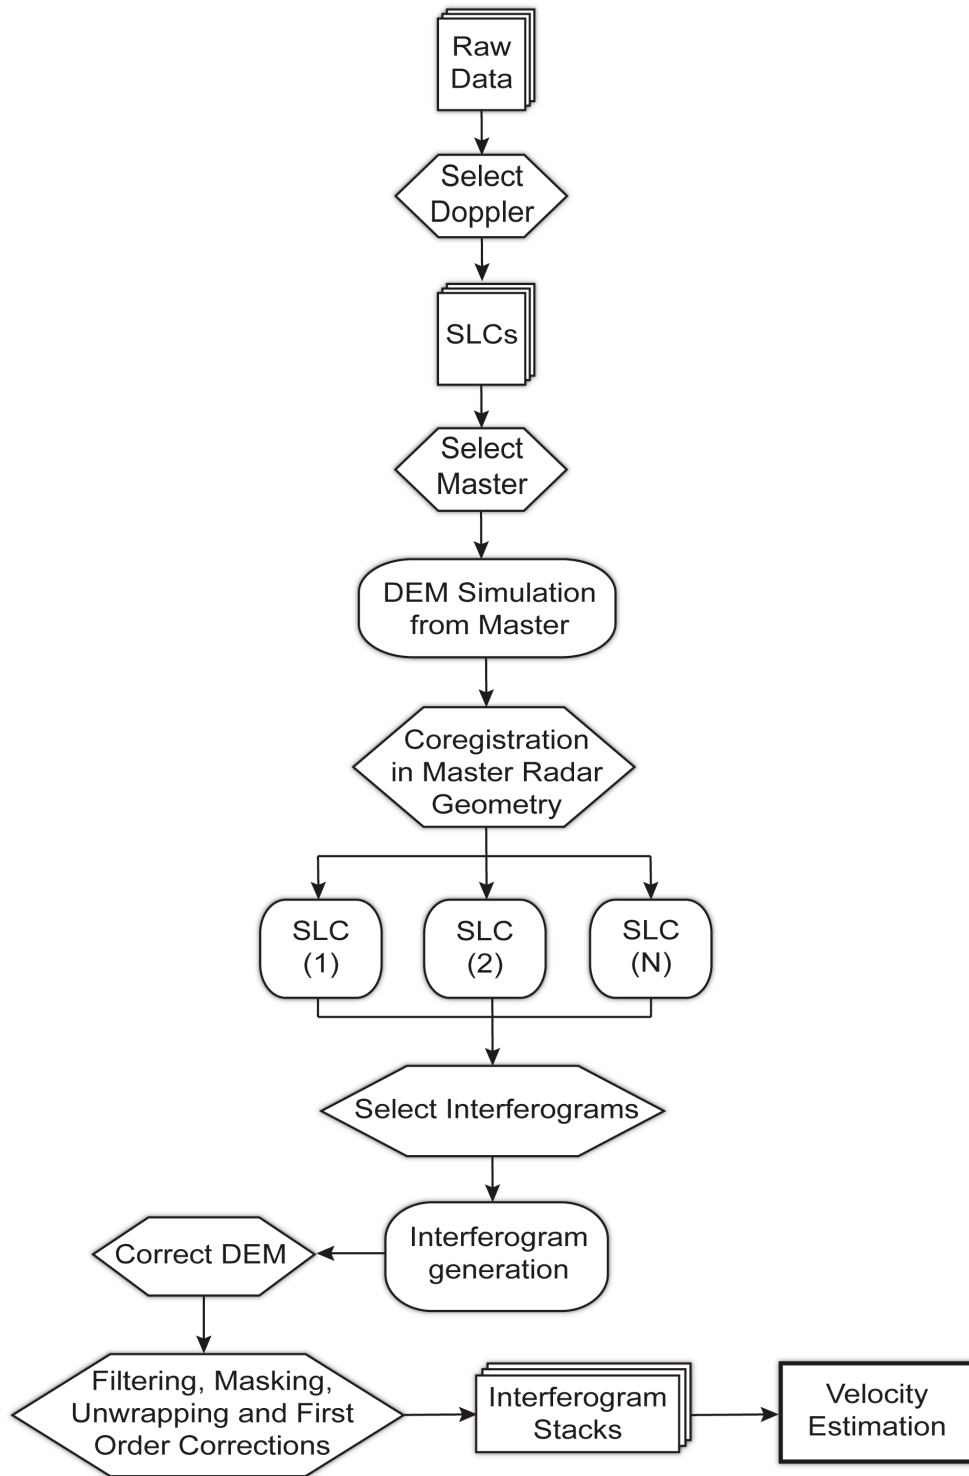 Raw
Data
Select
Doppler
SLCs
Select
Master
DEM Simulation
from Master
Coregistration
in Master Radar
Geometry
SLC
(1)
SLC
(2)
SLC
(N)
Select Interferograms
Interferogram
generation
Correct DEM
Filtering, Masking,
Unwrapping and First
Order Corrections
Interferogram
Stacks
Velocity
Estimation